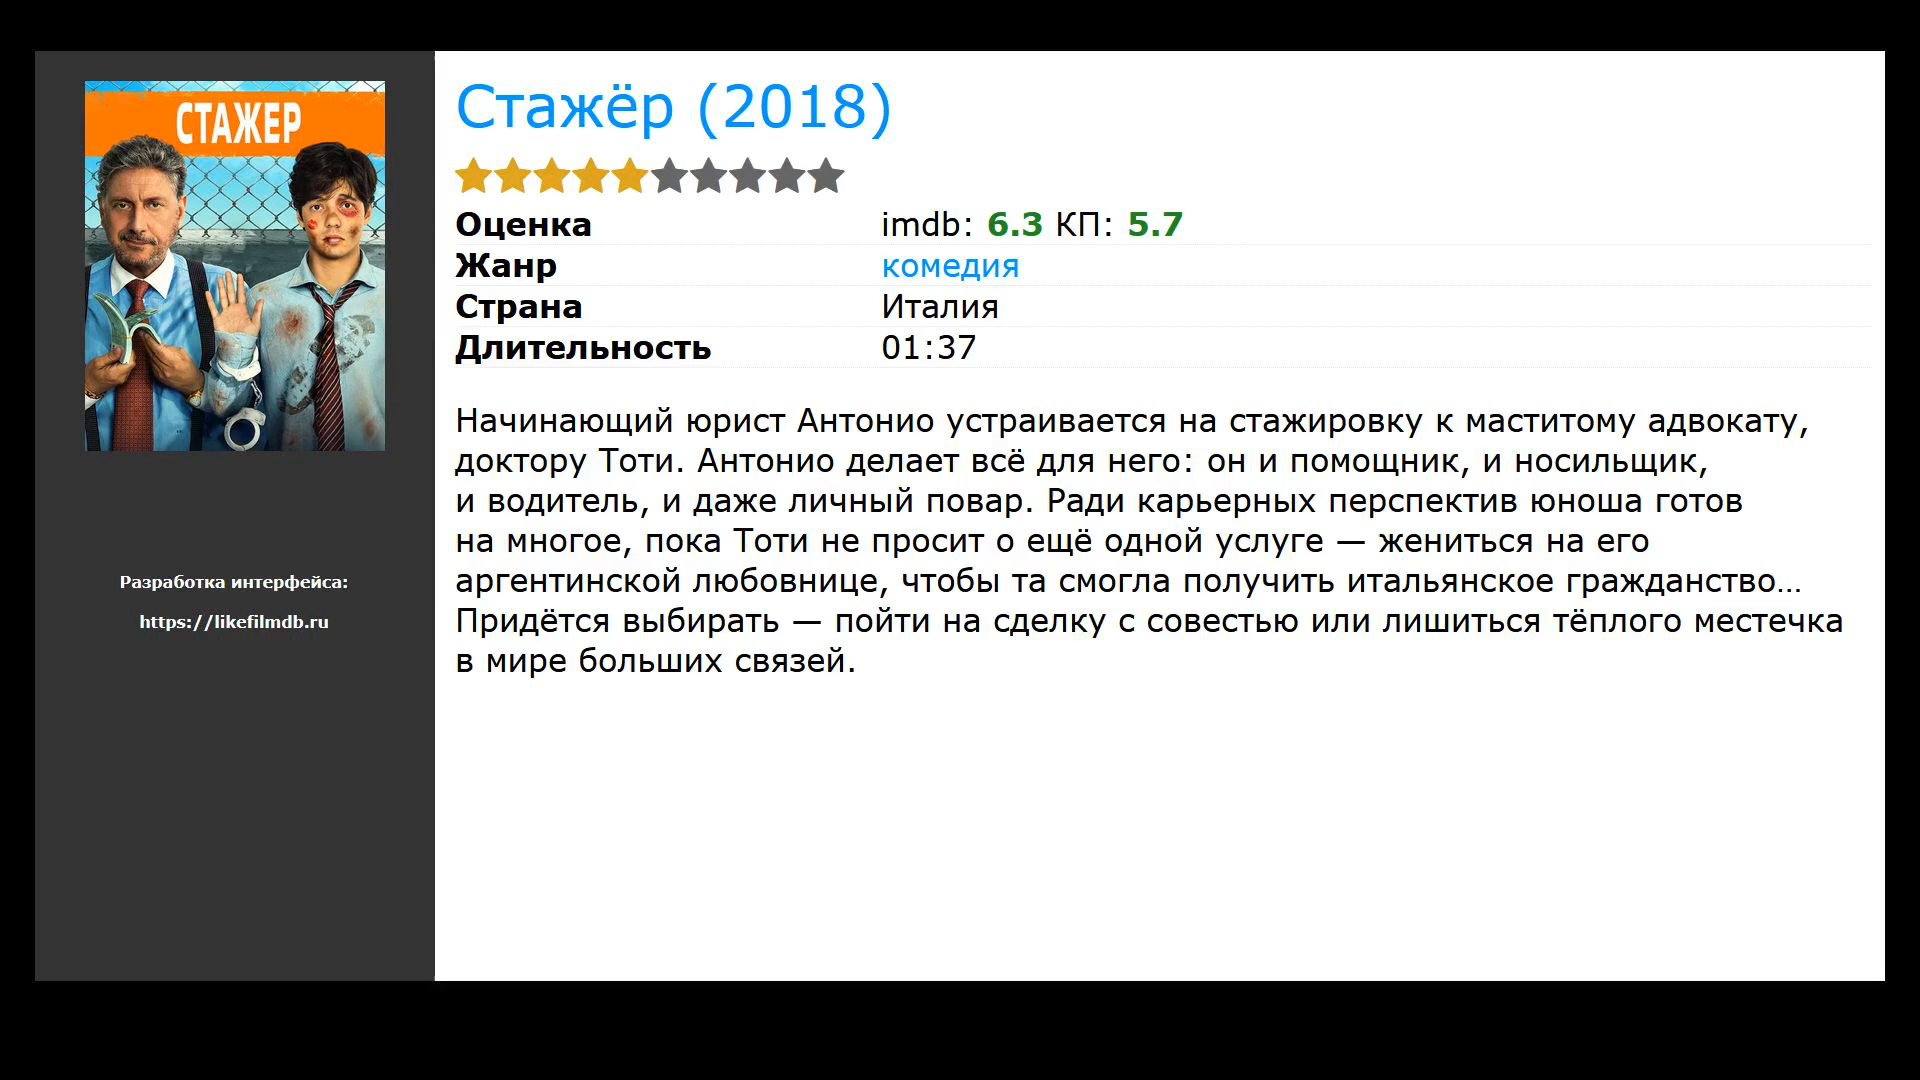 СТАЖЕР
Разработка интерфейса:
https://likefilmdb.ru
Стажёр (2018)
Оценка imdb: 6.3 КП: 5.7
Жанр комедия
Страна Италия
Длительность 01:37
Начинающий юрист Антонио устраивается на стажировку к маститому адвокату,
доктору Тоти. Антонио делает всё для него: он и помощник, и носильщик,
и водитель, и даже личный повар. Ради карьерных перспектив юноша готов
на многое, пока Тоти не просит о ещё одной услуге — жениться на его
аргентинской любовнице, чтобы та смогла получить итальянское гражданство…
Придётся выбирать — пойти на сделку с совестью или лишиться тёплого местечка
в мире больших связей.